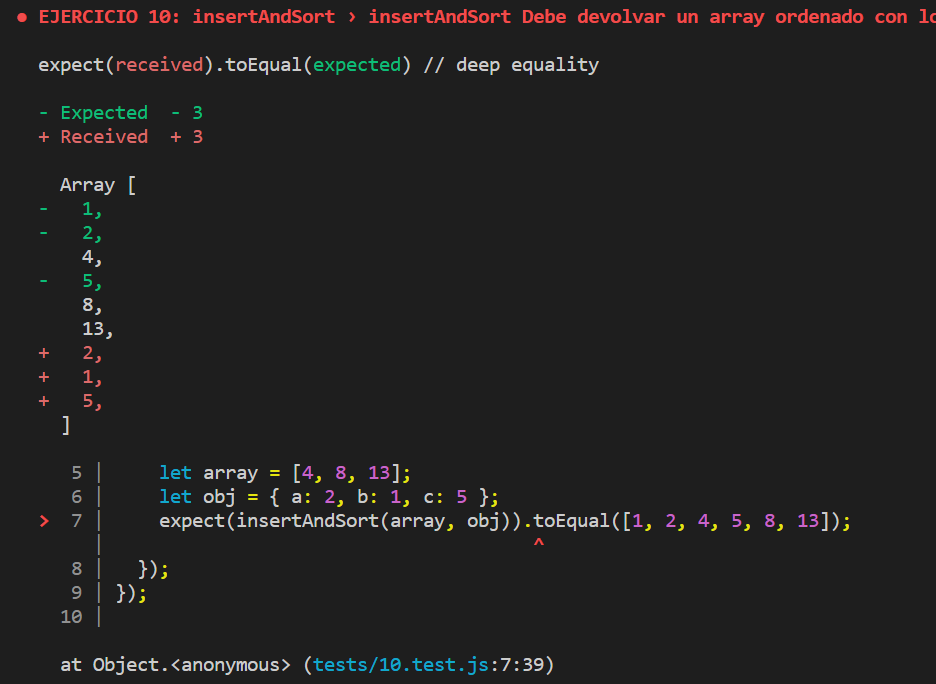 ● EJERCICIO 10: insertAndSort › insertAndSort Debe devolvar un array ordenado con
expect(received).toEqual(expected) // deep equality
- Expected  - 3
+ Received  + 3
Array [
-   1,
-   2,
4,
-   5,
8,
13,
+   2,
+   1,
+   5,
]
5 |     let array = [4, 8, 13];
6 |     let obj = { a: 2, b: 1, c: 5 };
> 7 |     expect(insertAndSort(array, obj)).toEqual([1, 2, 4, 5, 8, 13]);
|                                       ^
8 |   });
9 | });
10 |
at Object.<anonymous> (tests/10.test.js:7:39)